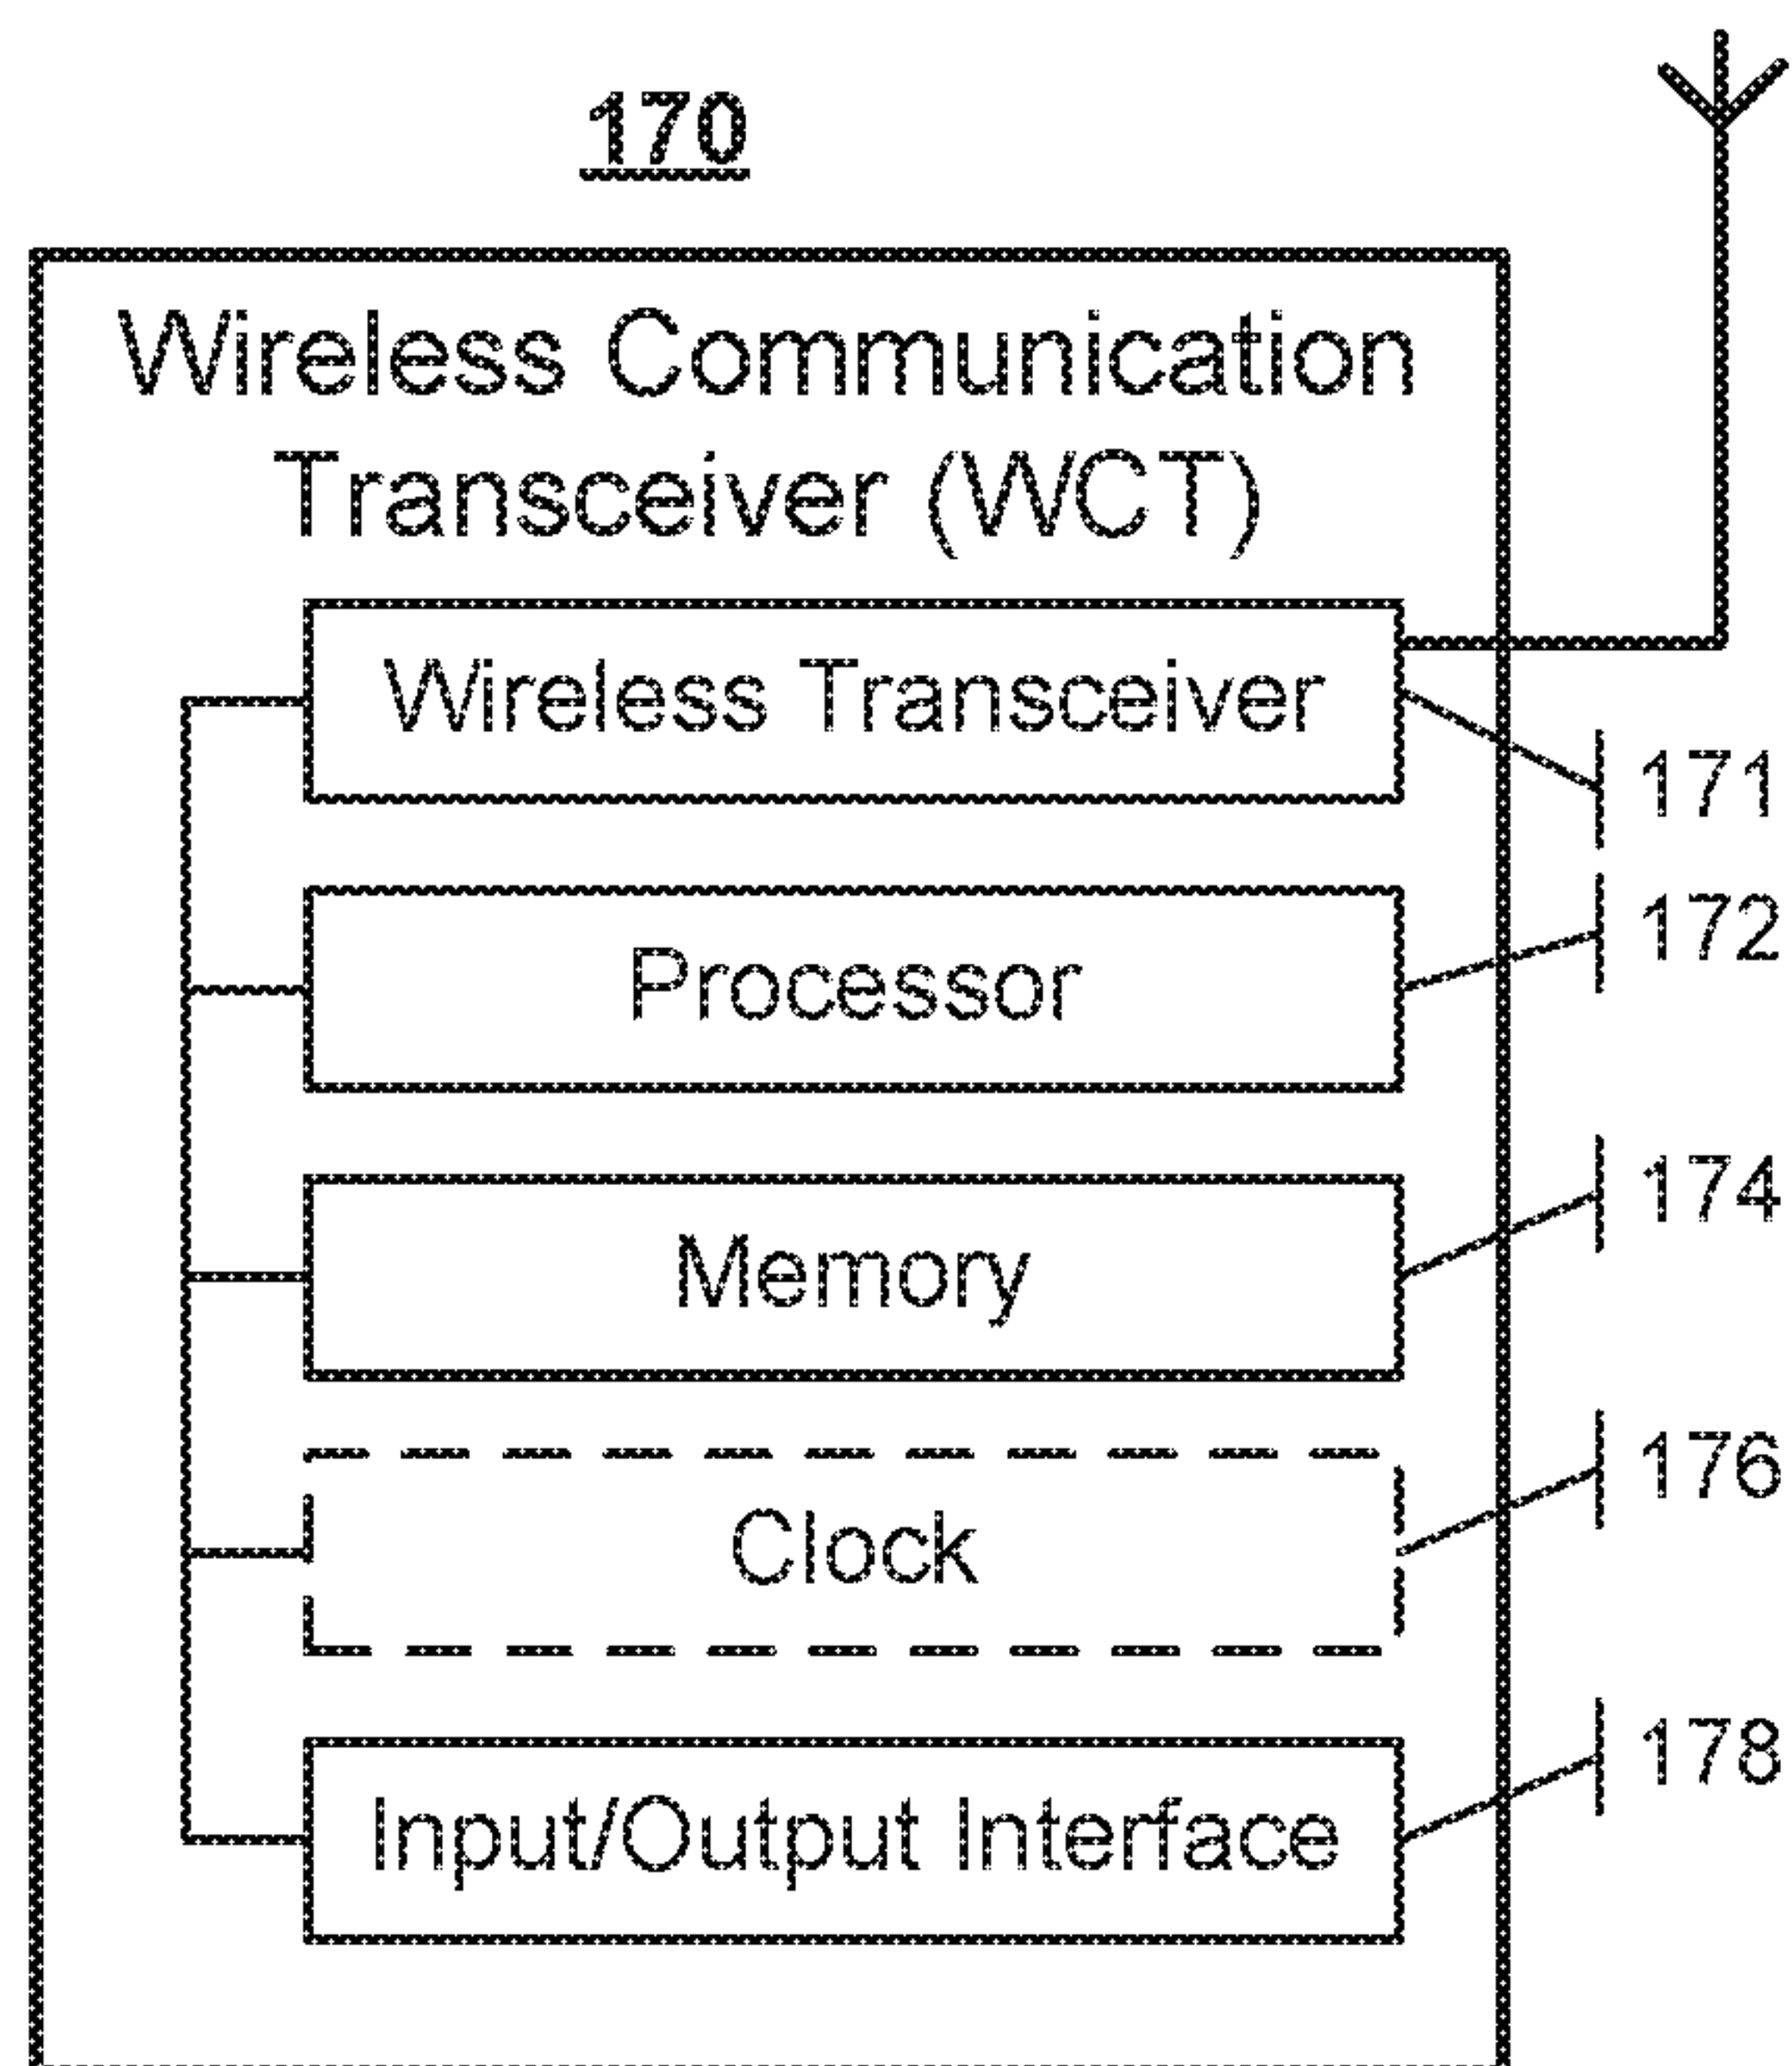 170
Wireless Communication
Transceiver (WCT)
Wireless Transceiver
171
Processor
172
Memory
174
Clock
176
Input/Output Interface
178